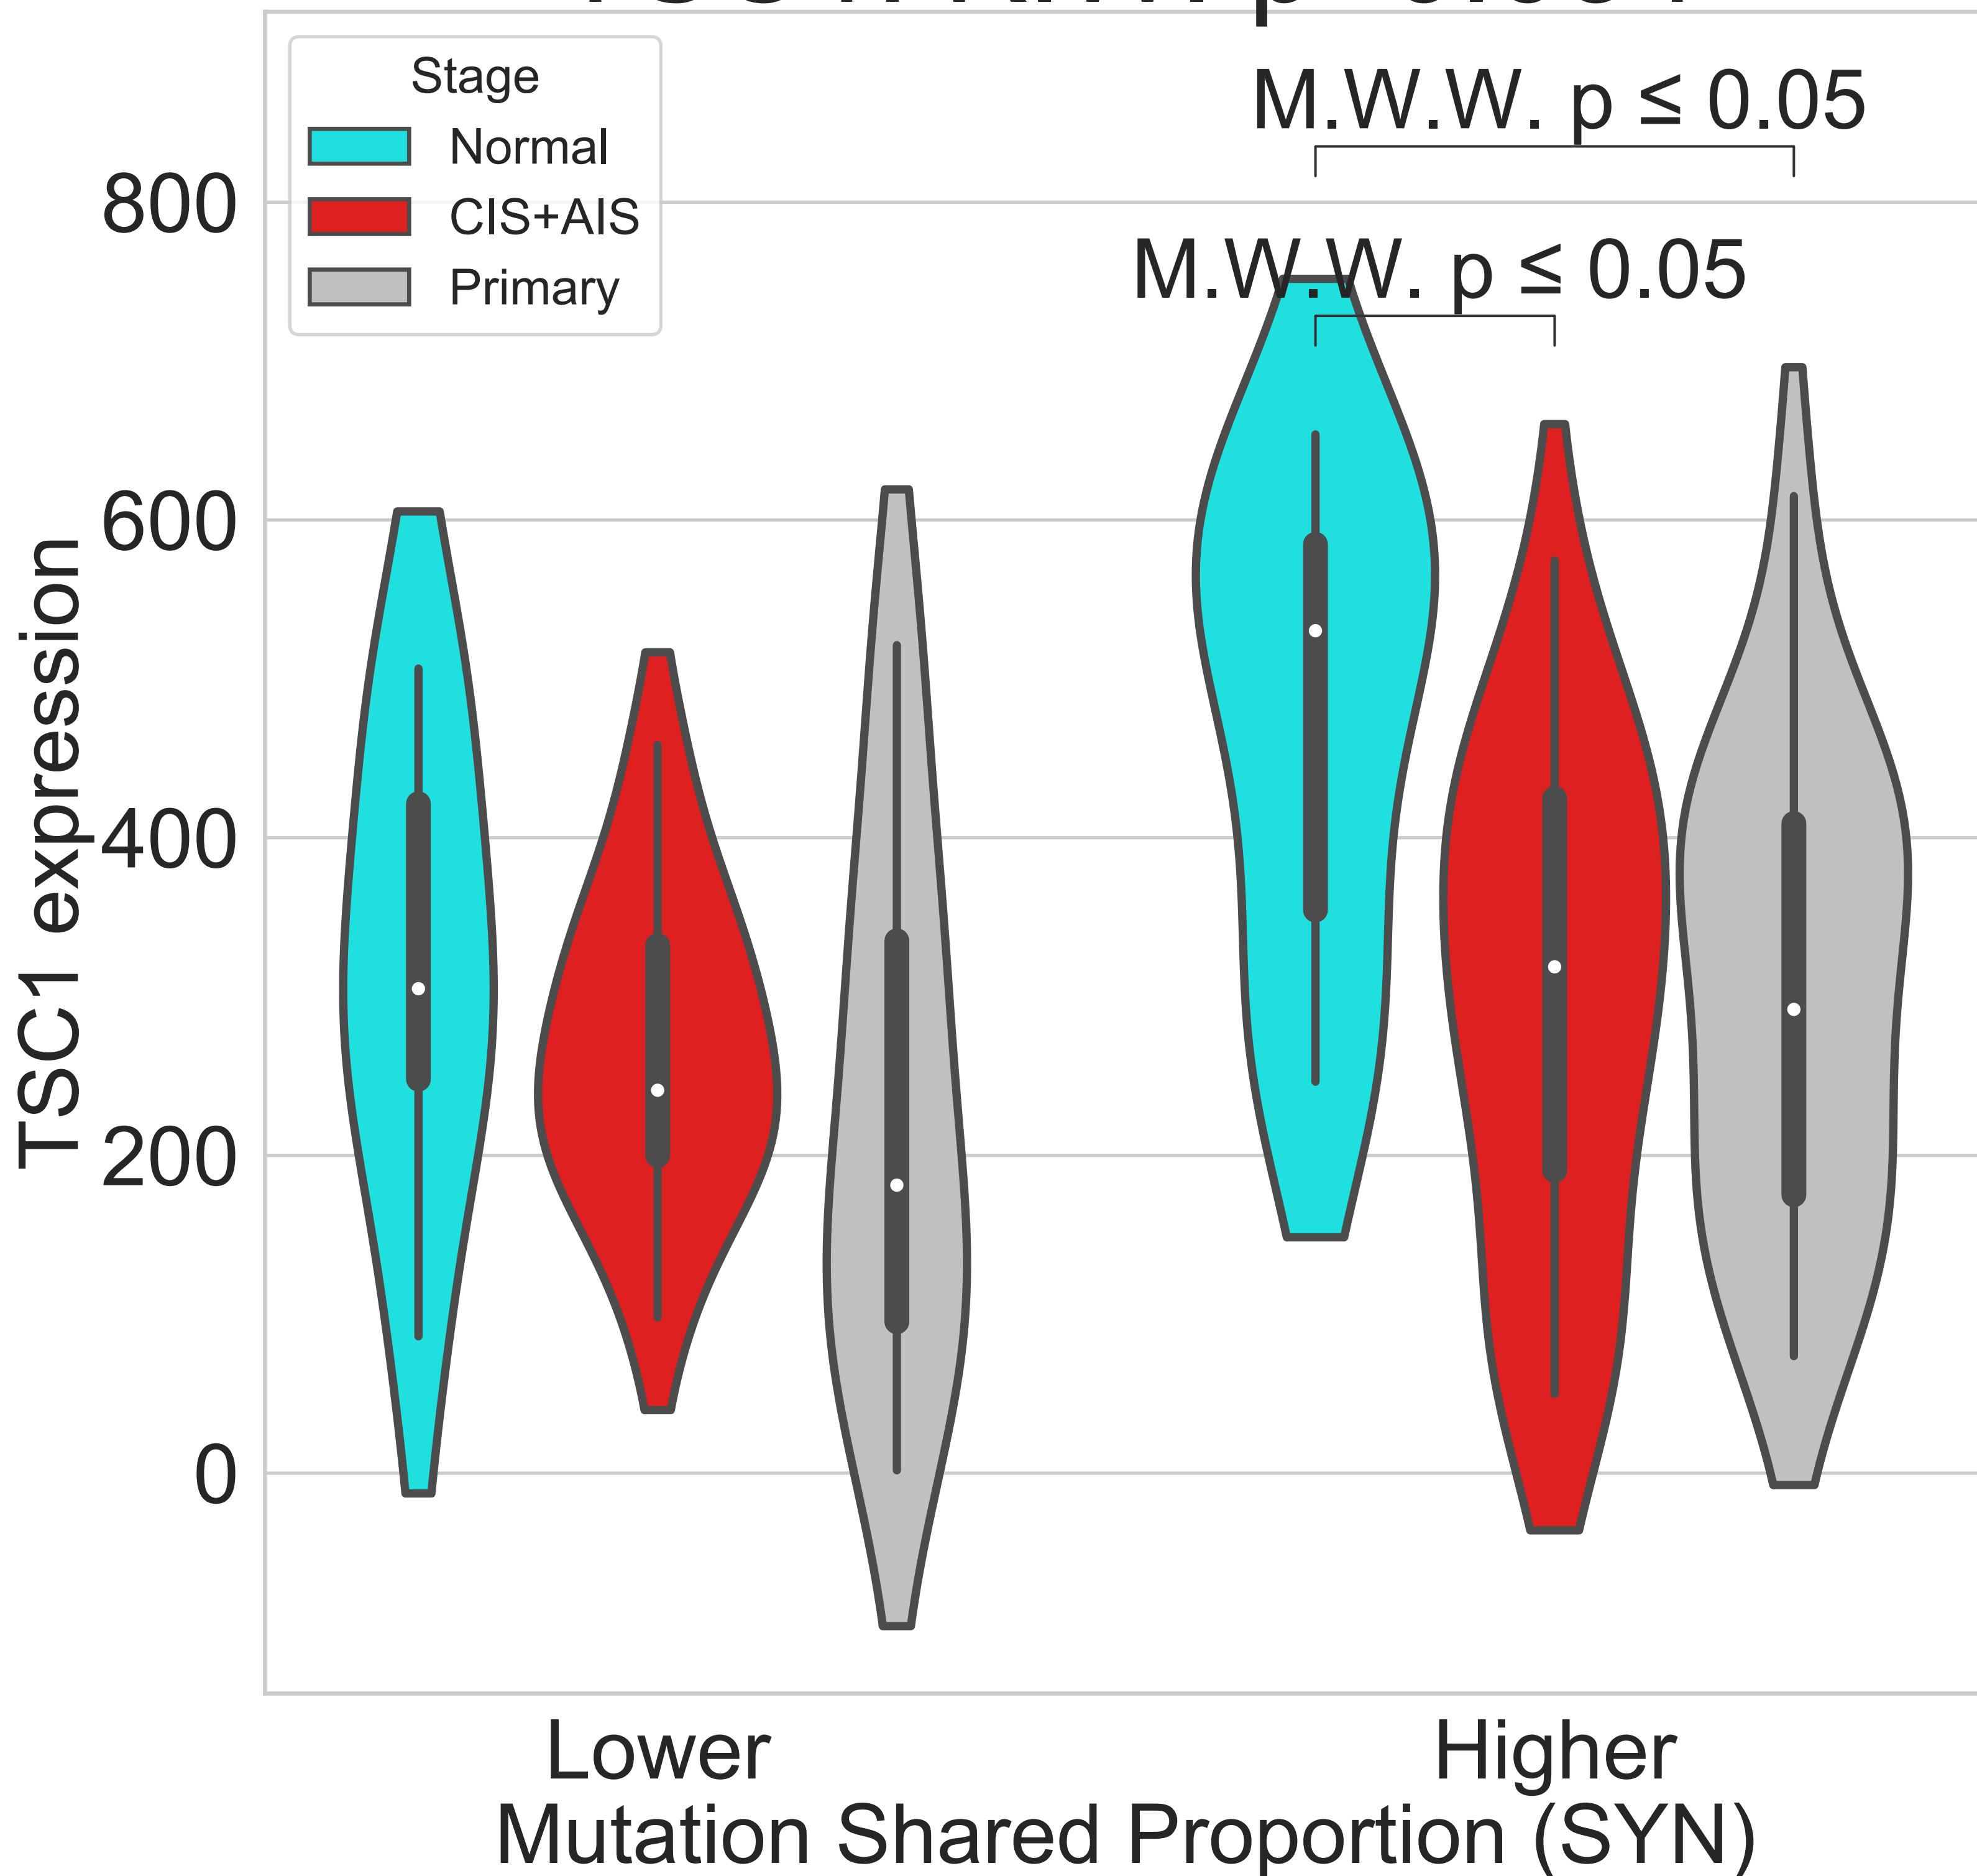 Stage
Normal
CIS+AIS
Primary
M.W.W. p ≤ 0.05
M.W.W. p ≤ 0.05
800
600
400
200
0
TSC1 expression
Lower
Higher
Mutation Shared Proportion (SYN)